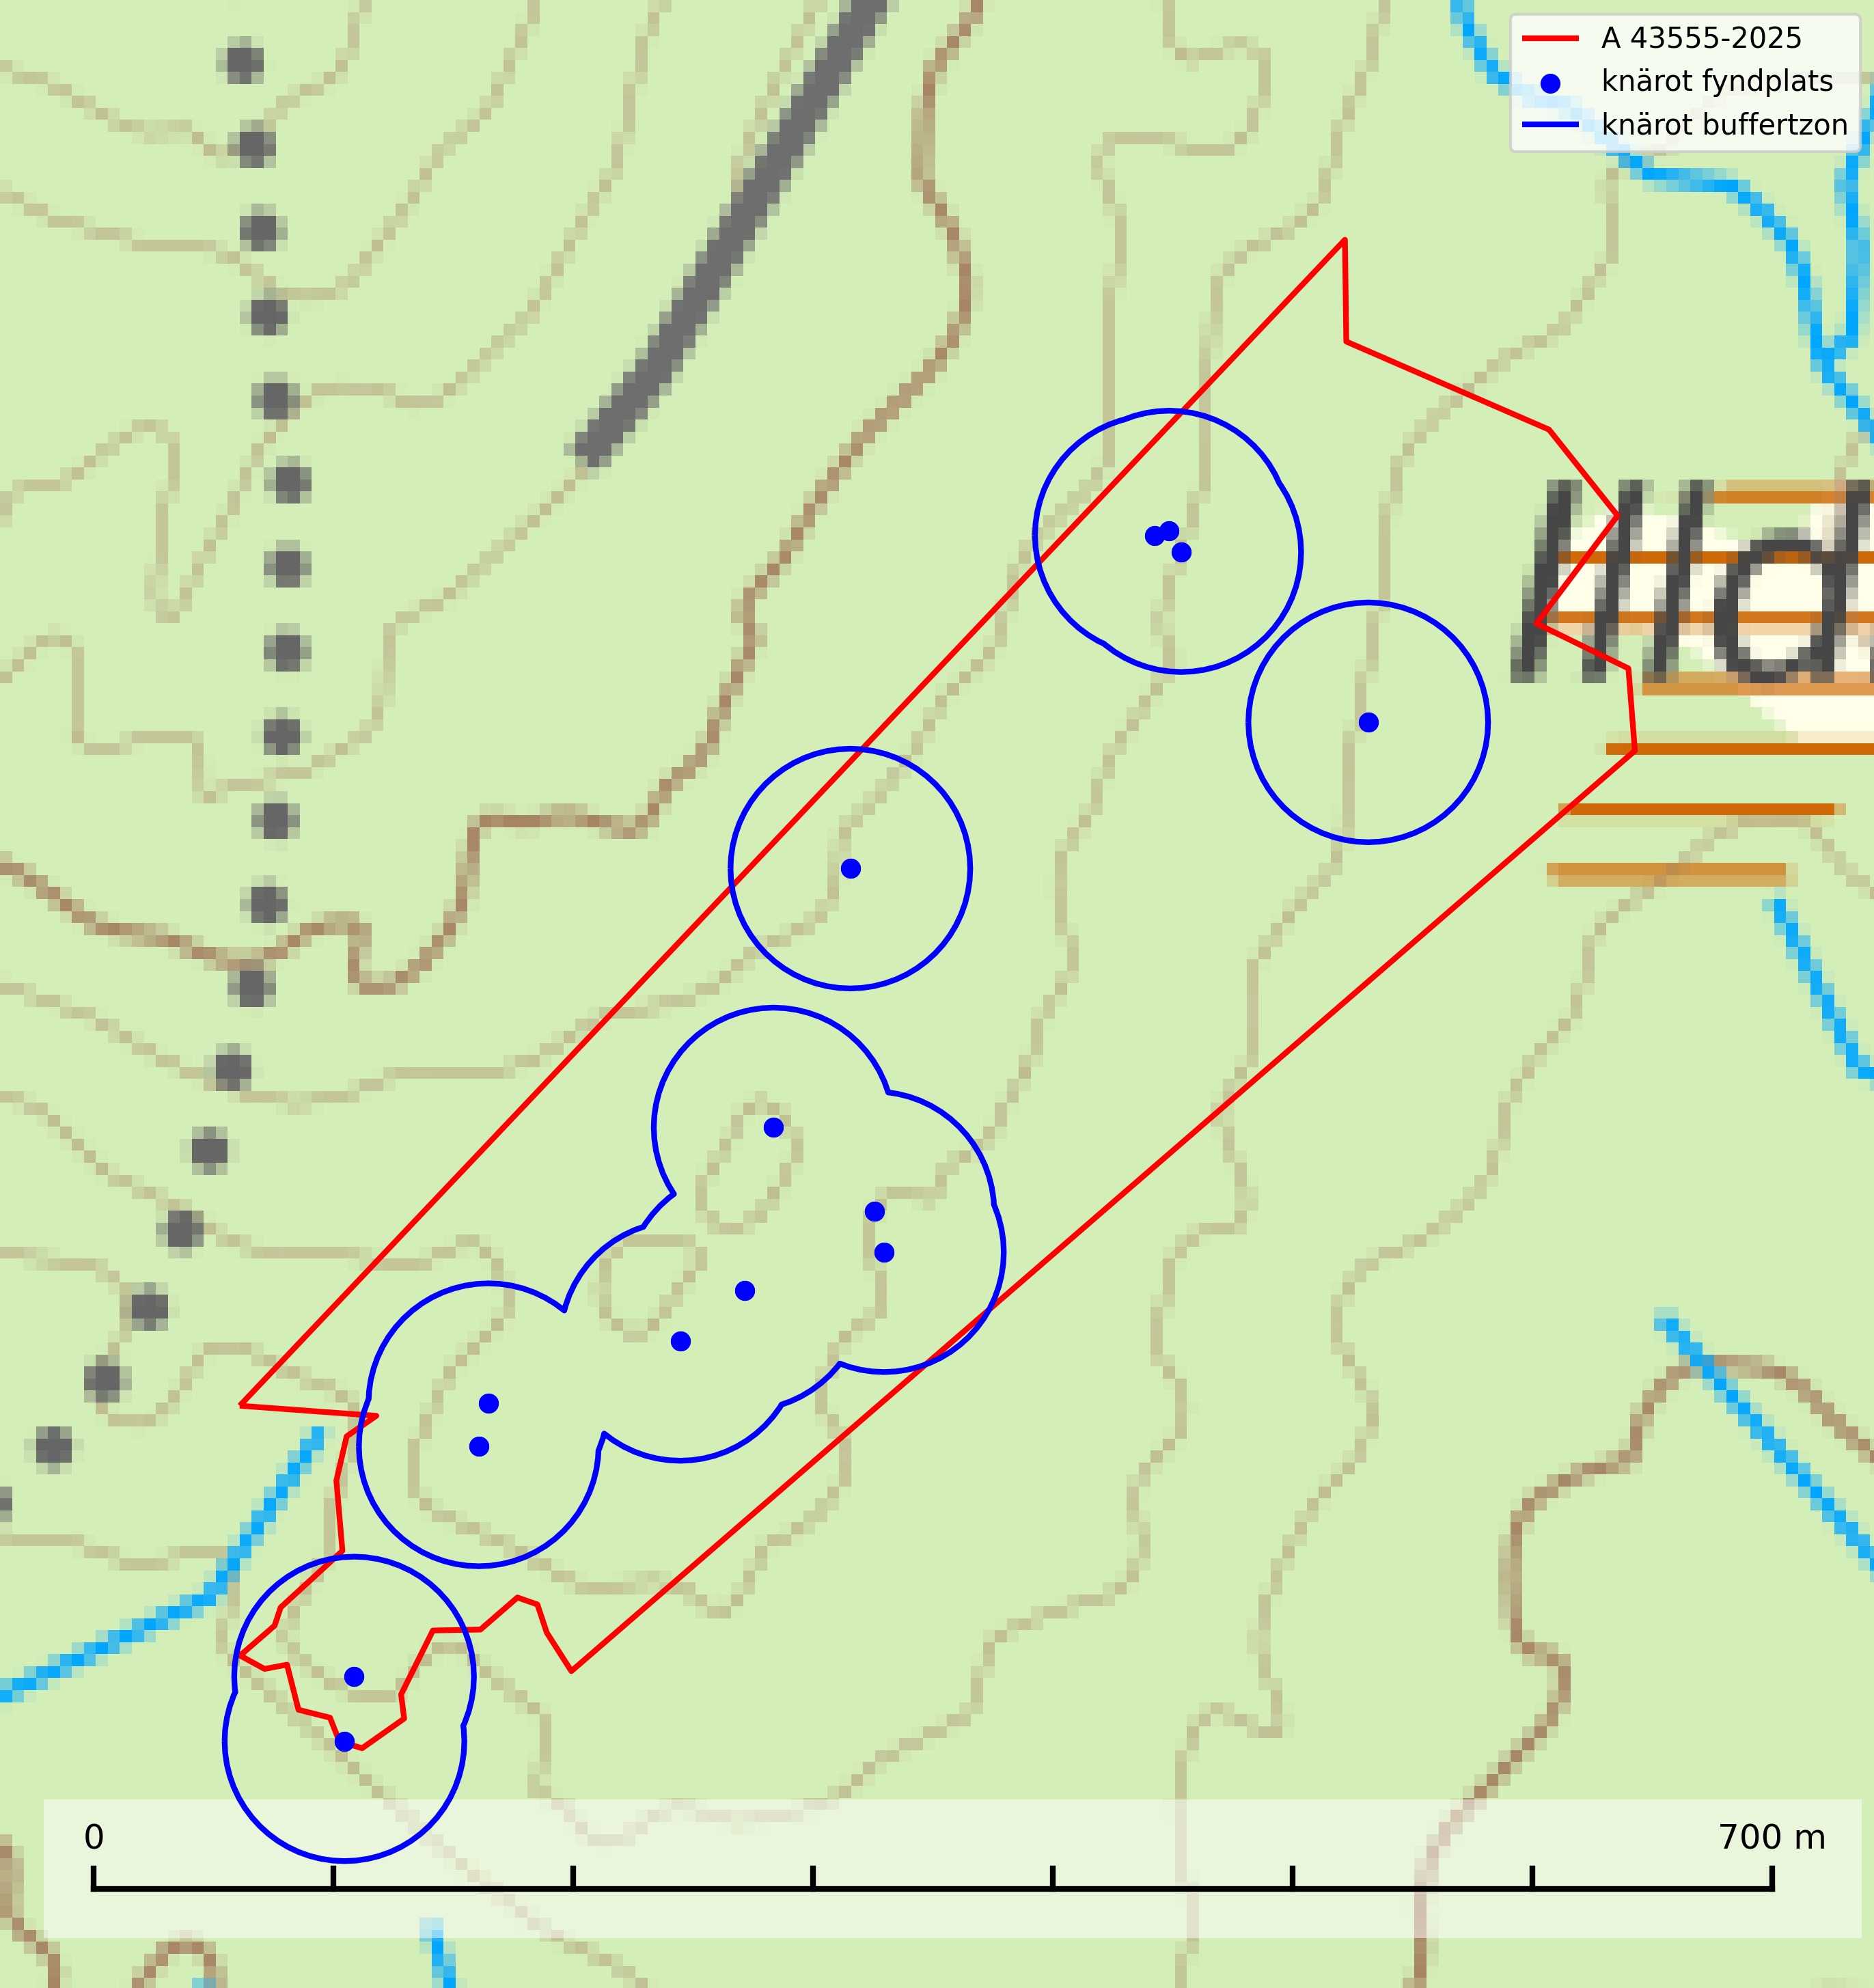 A 43555-2025
knärot fyndplats
knärot buffertzon
0 700 m